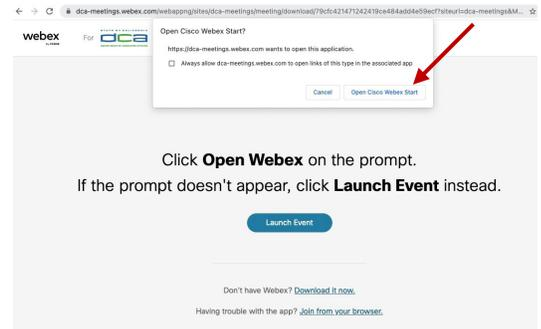 dca-meetings.webex.com/webappng/sites/dca-meetings/meeting/download/79cfc421471242419ce484add4e59ecf?siteurl=dca-meetings&M...
Open Cisco Webex Start?
https://dca-meetings.webex.com wants to open this application.
Always allow dca-meetings.webex.com to open links of this type in the associated app
Cancel Open Cisco Webex Start
webex For dca
Click Open Webex on the prompt.
If the prompt doesn't appear, click Launch Event instead.
Launch Event
Don't have Webex? Download it now.
Having trouble with the app? Join from your browser.